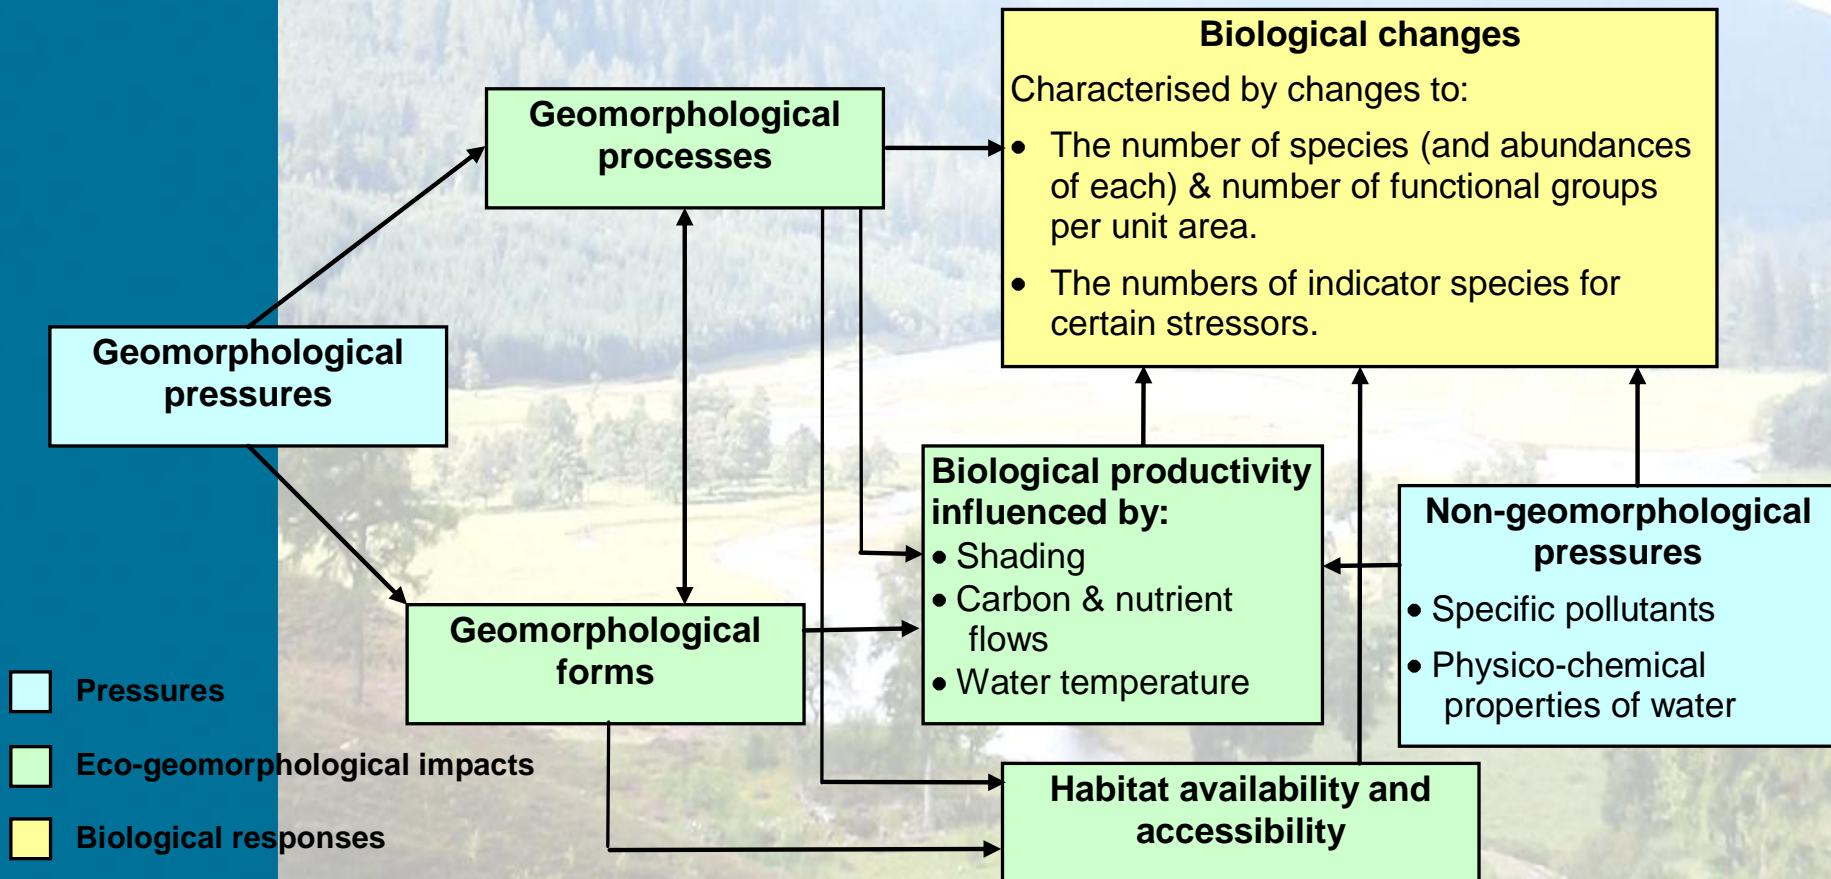 Biological changes
Characterised by changes to:
• The number of species (and abundances
of each) & number of functional groups
per unit area.
• The numbers of indicator species for
certain stressors.
Geomorphological
processes
Geomorphological
pressures
Biological productivity
influenced by:
• Shading
• Carbon & nutrient
flows
• Water temperature
Non-geomorphological
pressures
• Specific pollutants
• Physico-chemical
properties of water
Geomorphological
forms
Habitat availability and
accessibility
Pressures
Eco-geomorphological impacts
Biological responses